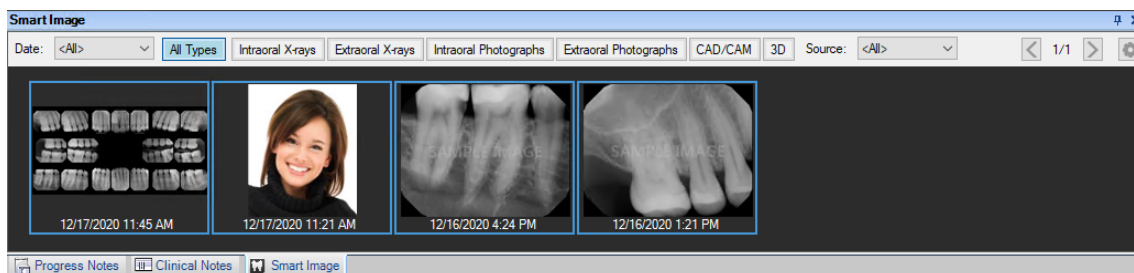 Smart Image
Date: <All> All Types Intraoral X-rays Extraoral X-rays Intraoral Photographs Extraoral Photographs CAD/CAM 3D Source: <All> 1/1
SAMPLE IMAGE SAMPLE IMAGE
12/17/2020 11:45 AM 12/17/2020 11:21 AM 12/16/2020 4:24 PM 12/16/2020 1:21 PM
Progress Notes Clinical Notes Smart Image